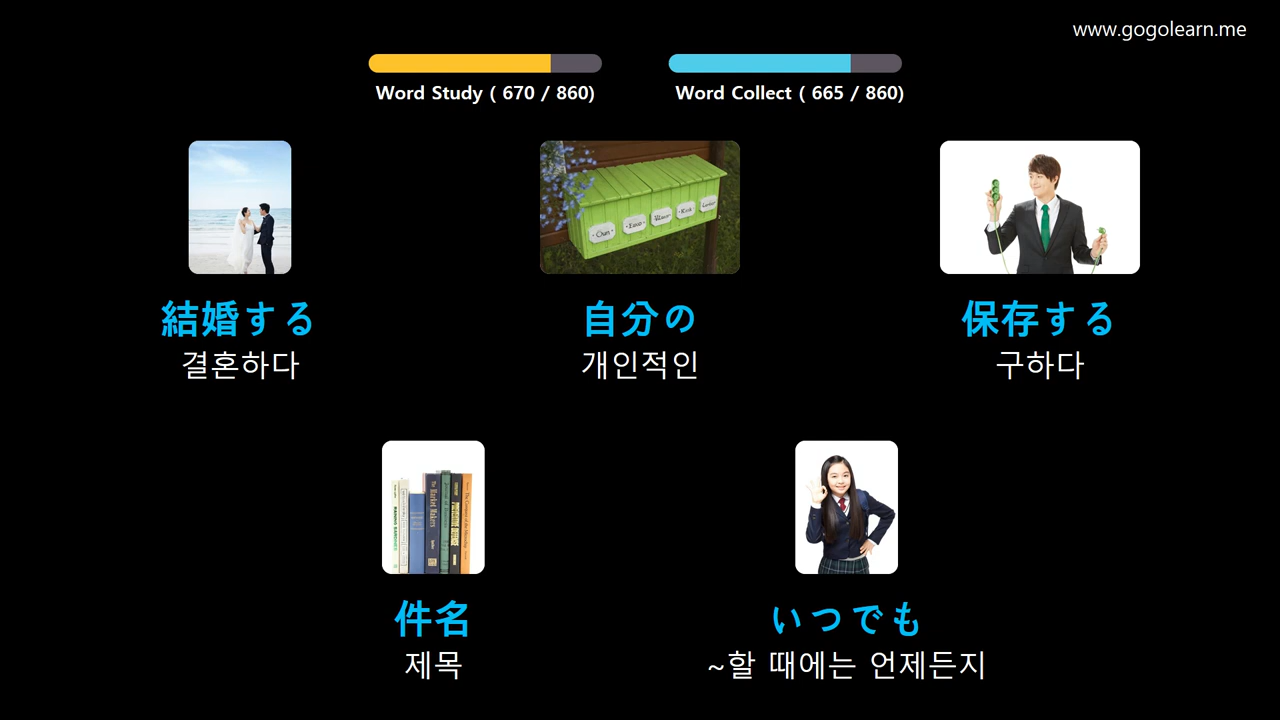 www.gogolearn.me
Word Study ( 670 / 860)
Word Collect ( 665 / 860)
結婚する
결혼하다
自分の
개인적인
保存する
구하다
件名
제목
いつでも
~할 때에는 언제든지